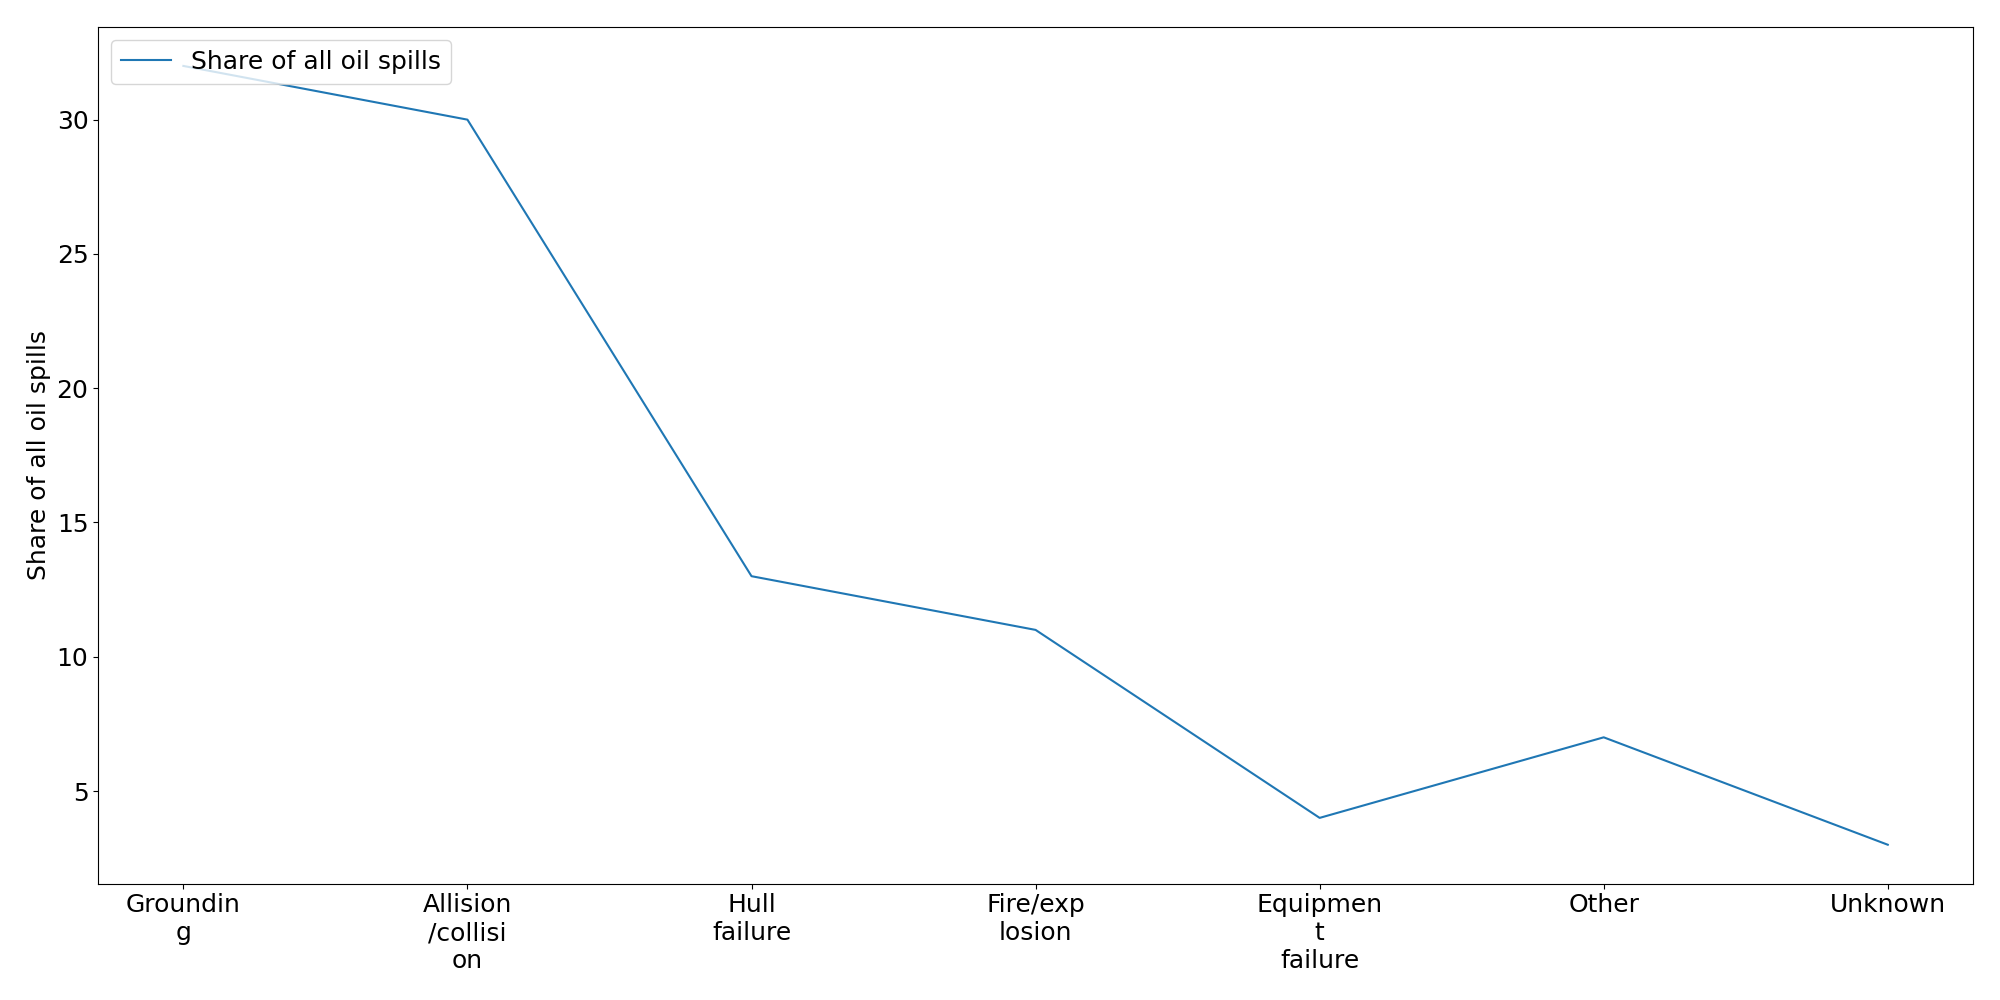 Share of all oil spills
Share of all oil spills
30
25
20
15
10
5
Groundin
g
Allision
/collisi
on
Hull
failure
Fire/exp
losion
Equipmen
t
failure
Other
Unknown